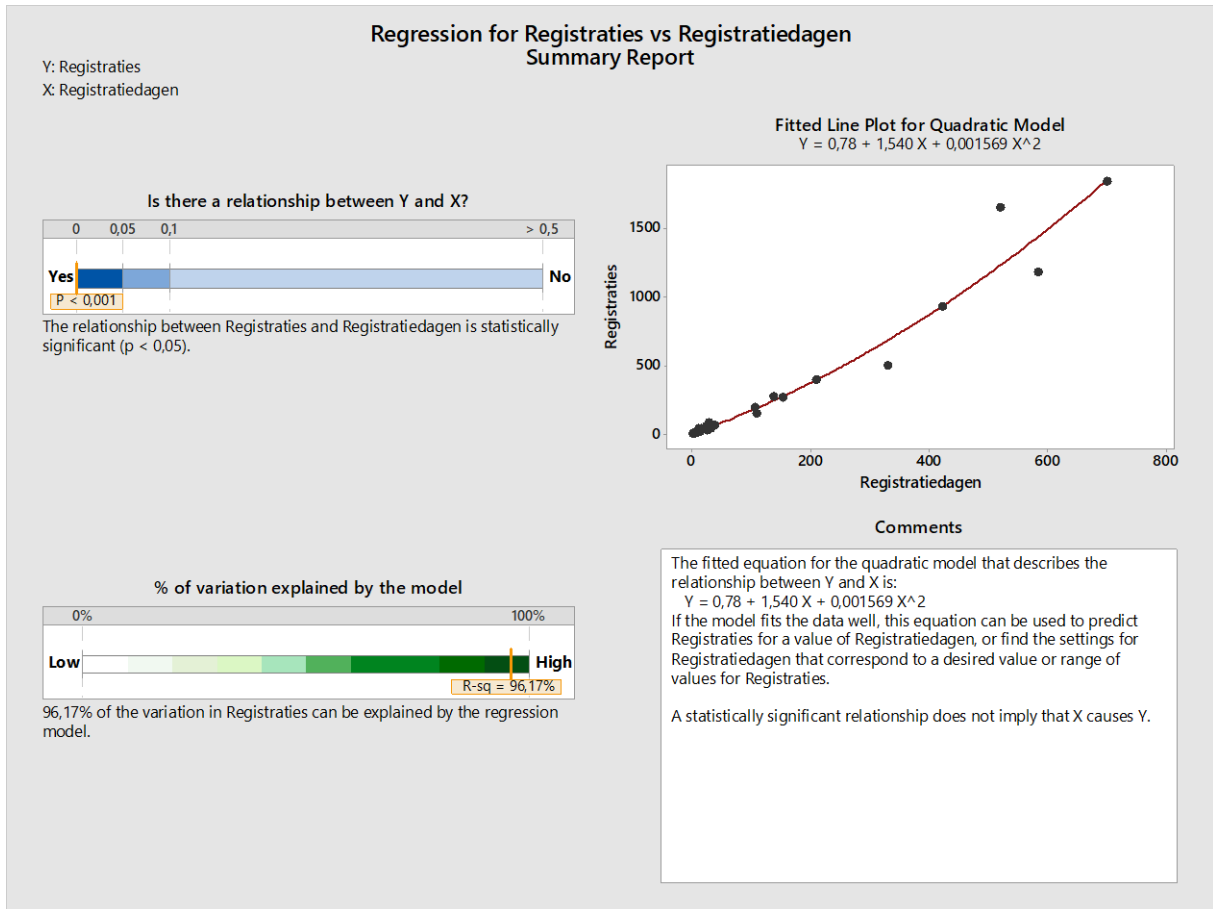 Regression for Registraties vs Registratiedagen
Summary Report
Y: Registraties
X: Registratiedagen
Is there a relationship between Y and X?
0 0,05 0,1 > 0,5
Yes No
P < 0,001
The relationship between Registraties and Registratiedagen is statistically
significant (p < 0,05).
% of variation explained by the model
0% 100%
Low High
R-sq = 96,17%
96,17% of the variation in Registraties can be explained by the regression
model.
Fitted Line Plot for Quadratic Model
Y = 0,78 + 1,540 X + 0,001569 X^2
Registraties
1500
1000
500
0
0 200 400 600 800
Registratiedagen
Comments
The fitted equation for the quadratic model that describes the
relationship between Y and X is:
Y = 0,78 + 1,540 X + 0,001569 X^2
If the model fits the data well, this equation can be used to predict
Registraties for a value of Registratiedagen, or find the settings for
Registratiedagen that correspond to a desired value or range of
values for Registraties.
A statistically significant relationship does not imply that X causes Y.